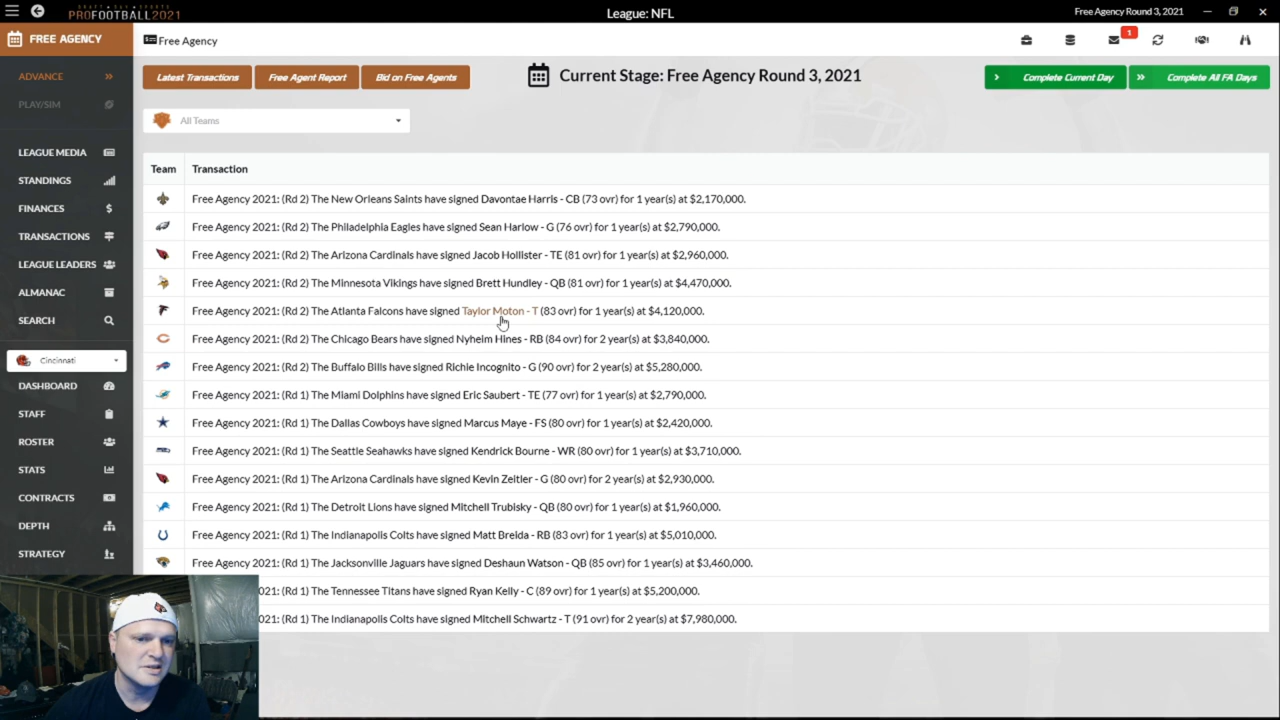 DRAFT DAY SPORTS
PROFOOTBALL2021
League: NFL
Free Agency Round 3, 2021
FREE AGENCY
Free Agency
1
ADVANCE
Latest Transactions
Free Agent Report
Bid on Free Agents
Current Stage: Free Agency Round 3, 2021
Complete Current Day
Complete All FA Days
PLAY/SIM
All Teams
LEAGUE MEDIA
STANDINGS
FINANCES
TRANSACTIONS
LEAGUE LEADERS
ALMANAC
SEARCH
Cincinnati
DASHBOARD
STAFF
ROSTER
STATS
CONTRACTS
DEPTH
STRATEGY
Team Transaction
Free Agency 2021: (Rd 2) The New Orleans Saints have signed Davontae Harris - CB (73 ovr) for 1 year(s) at $2,170,000.
Free Agency 2021: (Rd 2) The Philadelphia Eagles have signed Sean Harlow - G (76 ovr) for 1 year(s) at $2,790,000.
Free Agency 2021: (Rd 2) The Arizona Cardinals have signed Jacob Hollister - TE (81 ovr) for 1 year(s) at $2,960,000.
Free Agency 2021: (Rd 2) The Minnesota Vikings have signed Brett Hundley - QB (81 ovr) for 1 year(s) at $4,470,000.
Free Agency 2021: (Rd 2) The Atlanta Falcons have signed Taylor Moton - T (83 ovr) for 1 year(s) at $4,120,000.
Free Agency 2021: (Rd 2) The Chicago Bears have signed Nyheim Hines - RB (84 ovr) for 2 year(s) at $3,840,000.
Free Agency 2021: (Rd 2) The Buffalo Bills have signed Richie Incognito - G (90 ovr) for 2 year(s) at $5,280,000.
Free Agency 2021: (Rd 1) The Miami Dolphins have signed Eric Saubert - TE (77 ovr) for 1 year(s) at $2,790,000.
Free Agency 2021: (Rd 1) The Dallas Cowboys have signed Marcus Maye - FS (80 ovr) for 1 year(s) at $2,420,000.
Free Agency 2021: (Rd 1) The Seattle Seahawks have signed Kendrick Bourne - WR (80 ovr) for 1 year(s) at $3,710,000.
Free Agency 2021: (Rd 1) The Arizona Cardinals have signed Kevin Zeitler - G (80 ovr) for 2 year(s) at $2,930,000.
Free Agency 2021: (Rd 1) The Detroit Lions have signed Mitchell Trubisky - QB (80 ovr) for 1 year(s) at $1,960,000.
Free Agency 2021: (Rd 1) The Indianapolis Colts have signed Matt Breida - RB (83 ovr) for 1 year(s) at $5,010,000.
Free Agency 2021: (Rd 1) The Jacksonville Jaguars have signed Deshaun Watson - QB (85 ovr) for 1 year(s) at $3,460,000.
021: (Rd 1) The Tennessee Titans have signed Ryan Kelly - C (89 ovr) for 1 year(s) at $5,200,000.
021: (Rd 1) The Indianapolis Colts have signed Mitchell Schwartz - T (91 ovr) for 2 year(s) at $7,980,000.